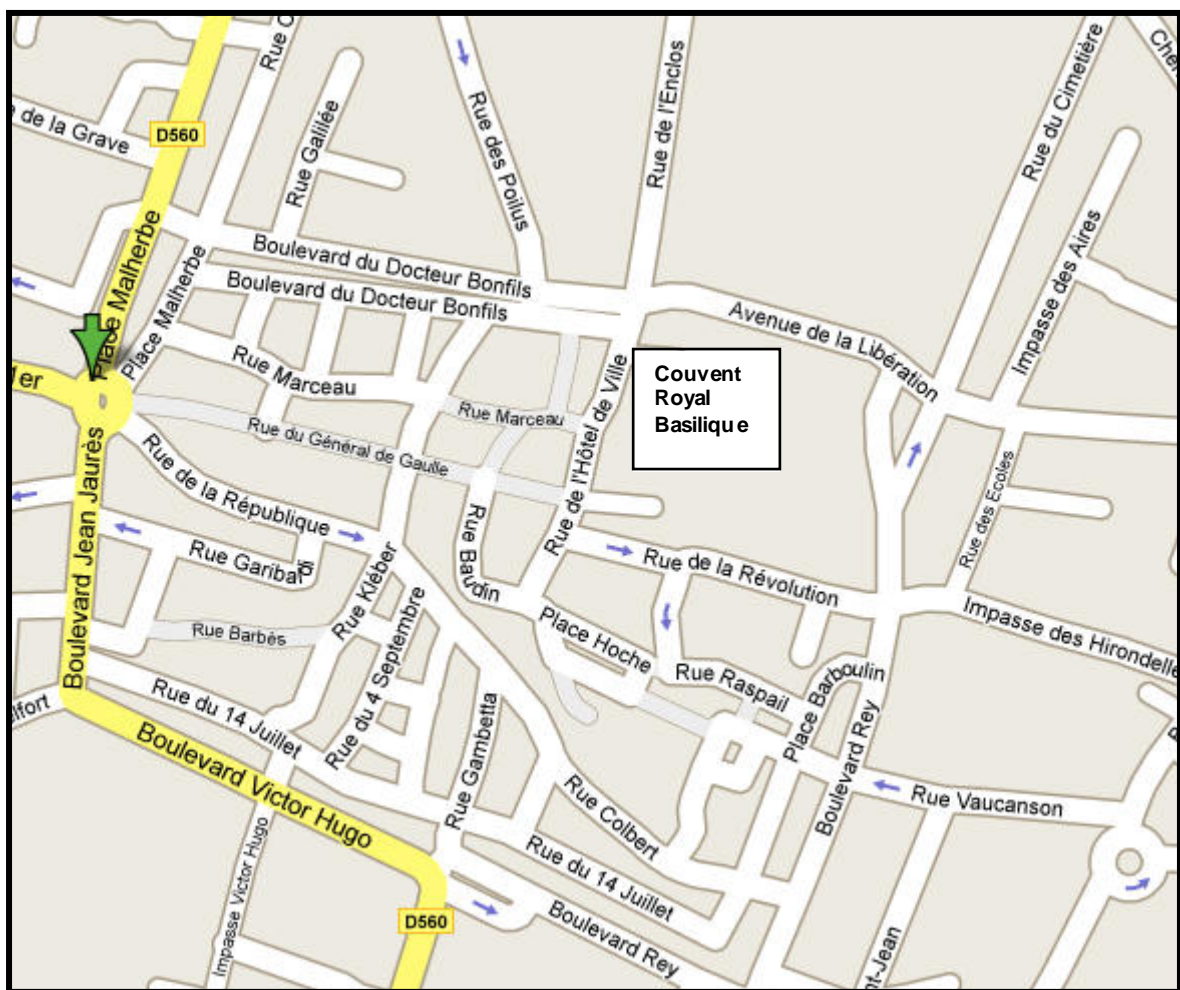 Rue
de la Grave
D560
Rue Galilée
Rue des Poilus
Rue de l'Enclos
Rue du Cimetière
Impasse des Aires
Place Malherbe
Place Malherbe
Boulevard du Docteur Bonfils
Boulevard du Docteur Bonfils
Avenue de la Libération
1er
Rue Marceau
Rue Marceau
Rue du Général de Gaulle
Rue de l'Hôtel de Ville
Couvent
Royal
Basilique
Rue de la République
Boulevard Jean Jaurès
Rue Garibaldi
Rue Kléber
Rue Baudin
Rue de la Révolution
Rue des Ecoles
Impasse des Hirondelle
Rue Barbès
Rue du 4 Septembre
Place Hoche
Rue Raspail
Place Barboulin
Boulevard Rey
Rue du 14 Juillet
Boulevard Victor Hugo
Rue Gambetta
Rue Colbert
Rue Vaucanson
Rue du 14 Juillet
Impasse Victor Hugo
D560
Boulevard Rey